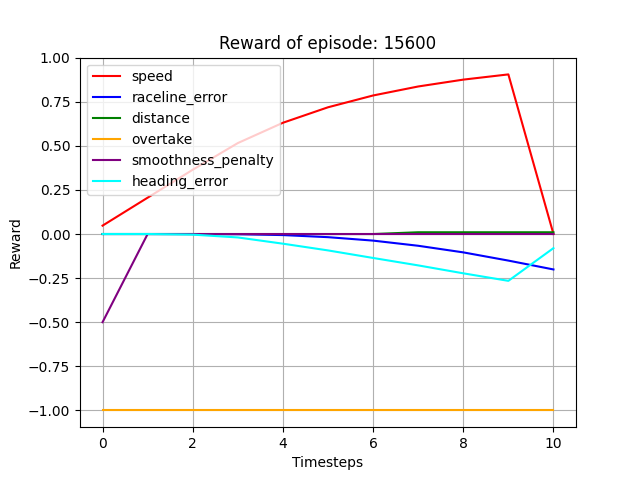 Reward of episode: 15600
1.00
0.75
0.50
0.25
0.00
−0.25
−0.50
−0.75
−1.00
Reward
speed
raceline_error
distance
overtake
smoothness_penalty
heading_error
0 2 4 6 8 10
Timesteps